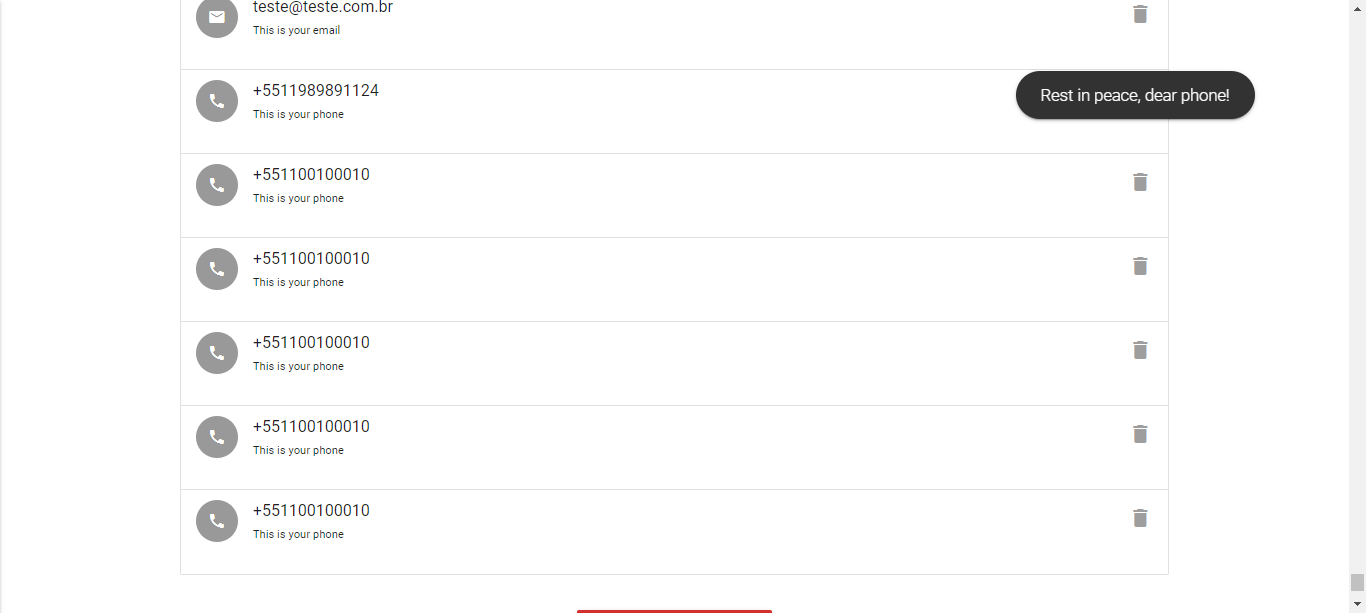 teste@teste.com.br
This is your email
+5511989891124
This is your phone
Rest in peace, dear phone!
+551100100010
This is your phone
+551100100010
This is your phone
+551100100010
This is your phone
+551100100010
This is your phone
+551100100010
This is your phone